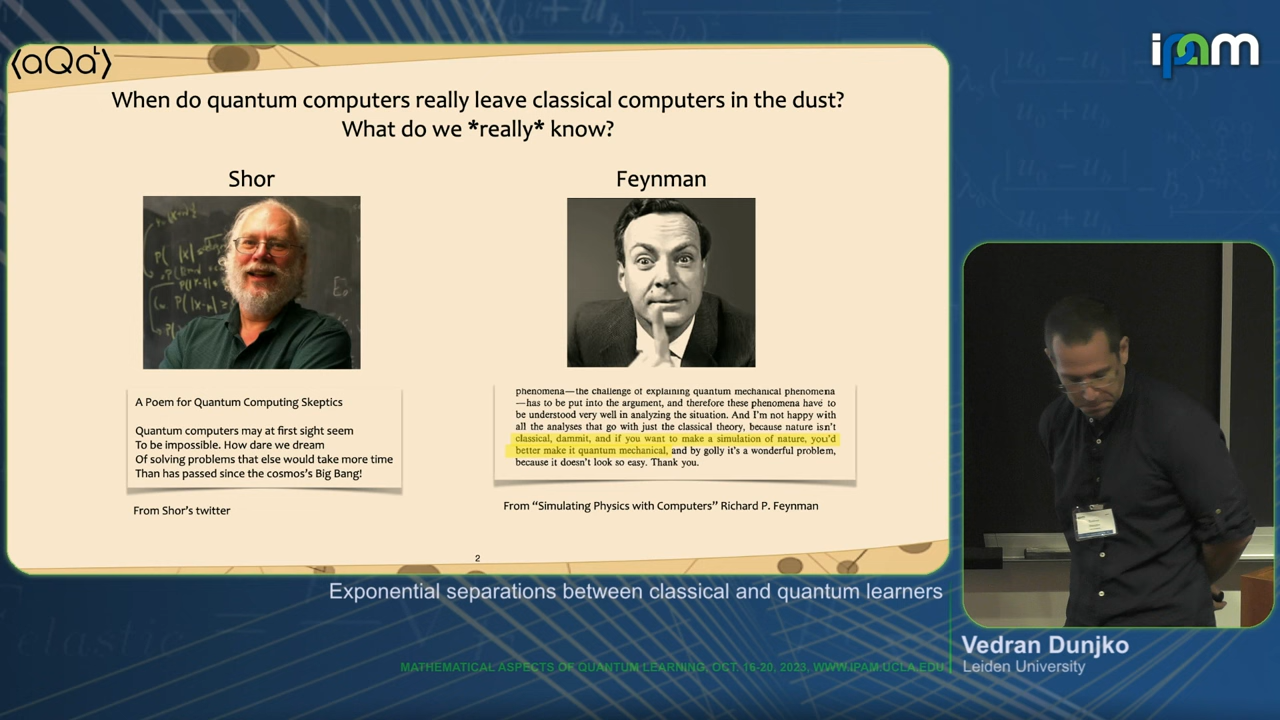 ⟨aQaᴸ⟩
ipam
When do quantum computers really leave classical computers in the dust?
What do we *really* know?
Shor
Feynman
A Poem for Quantum Computing Skeptics
Quantum computers may at first sight seem
To be impossible. How dare we dream
Of solving problems that else would take more time
Than has passed since the cosmos's Big Bang!
From Shor's twitter
phenomena—the challenge of explaining quantum mechanical phenomena
—has to be put into the argument, and therefore these phenomena have to
be understood very well in analyzing the situation. And I'm not happy with
all the analyses that go with just the classical theory, because nature isn't
classical, dammit, and if you want to make a simulation of nature, you'd
better make it quantum mechanical, and by golly it's a wonderful problem,
because it doesn't look so easy. Thank you.
From “Simulating Physics with Computers” Richard P. Feynman
2
Exponential separations between classical and quantum learners
Vedran Dunjko
Leiden University
MATHEMATICAL ASPECTS OF QUANTUM LEARNING, OCT. 16-20, 2023, WWW.IPAM.UCLA.EDU